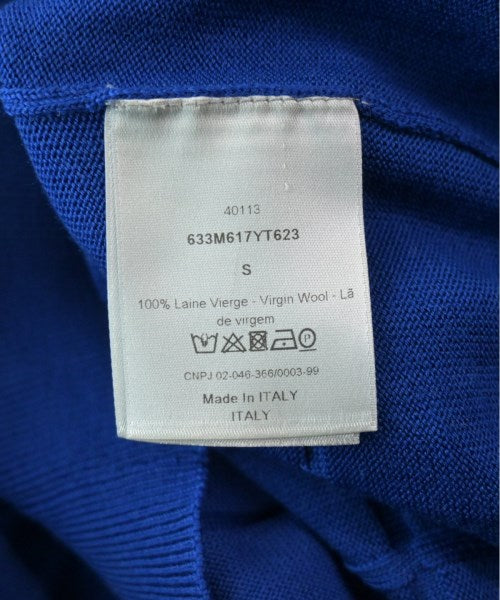 40113
633M617YT623
S
100% Laine Vierge - Virgin Wool - Lã
de virgem
CNPJ 02-046-366/0003-99
Made In ITALY
ITALY